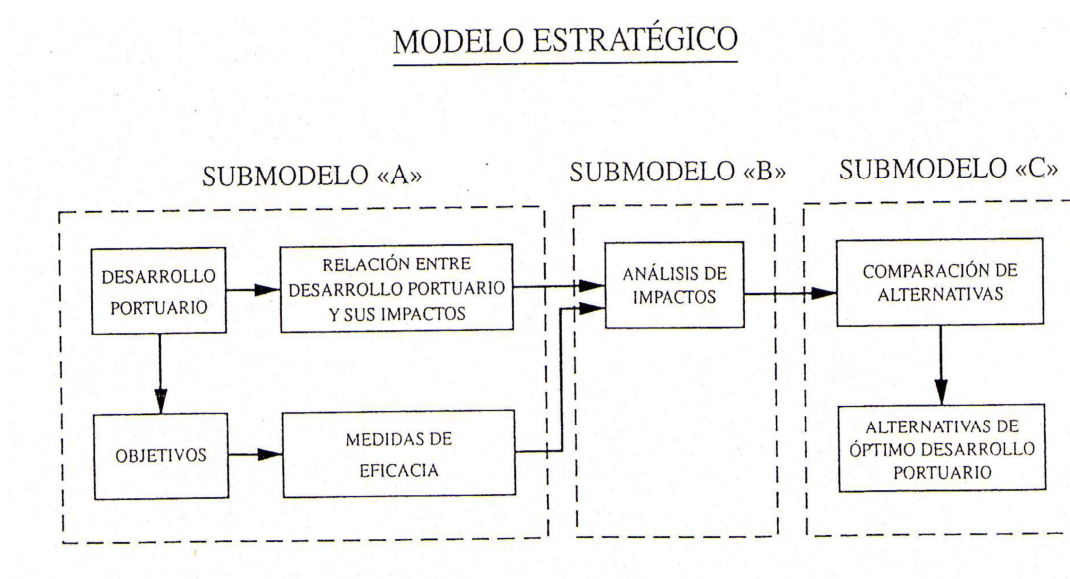 MODELO ESTRATÉGICO
SUBMODELO «A»
SUBMODELO «B»
SUBMODELO «C»
DESARROLLO
PORTUARIO
RELACIÓN ENTRE
DESARROLLO PORTUARIO
Y SUS IMPACTOS
OBJETIVOS
MEDIDAS DE
EFICACIA
ANÁLISIS DE
IMPACTOS
COMPARACIÓN DE
ALTERNATIVAS
ALTERNATIVAS DE
ÓPTIMO DESARROLLO
PORTUARIO